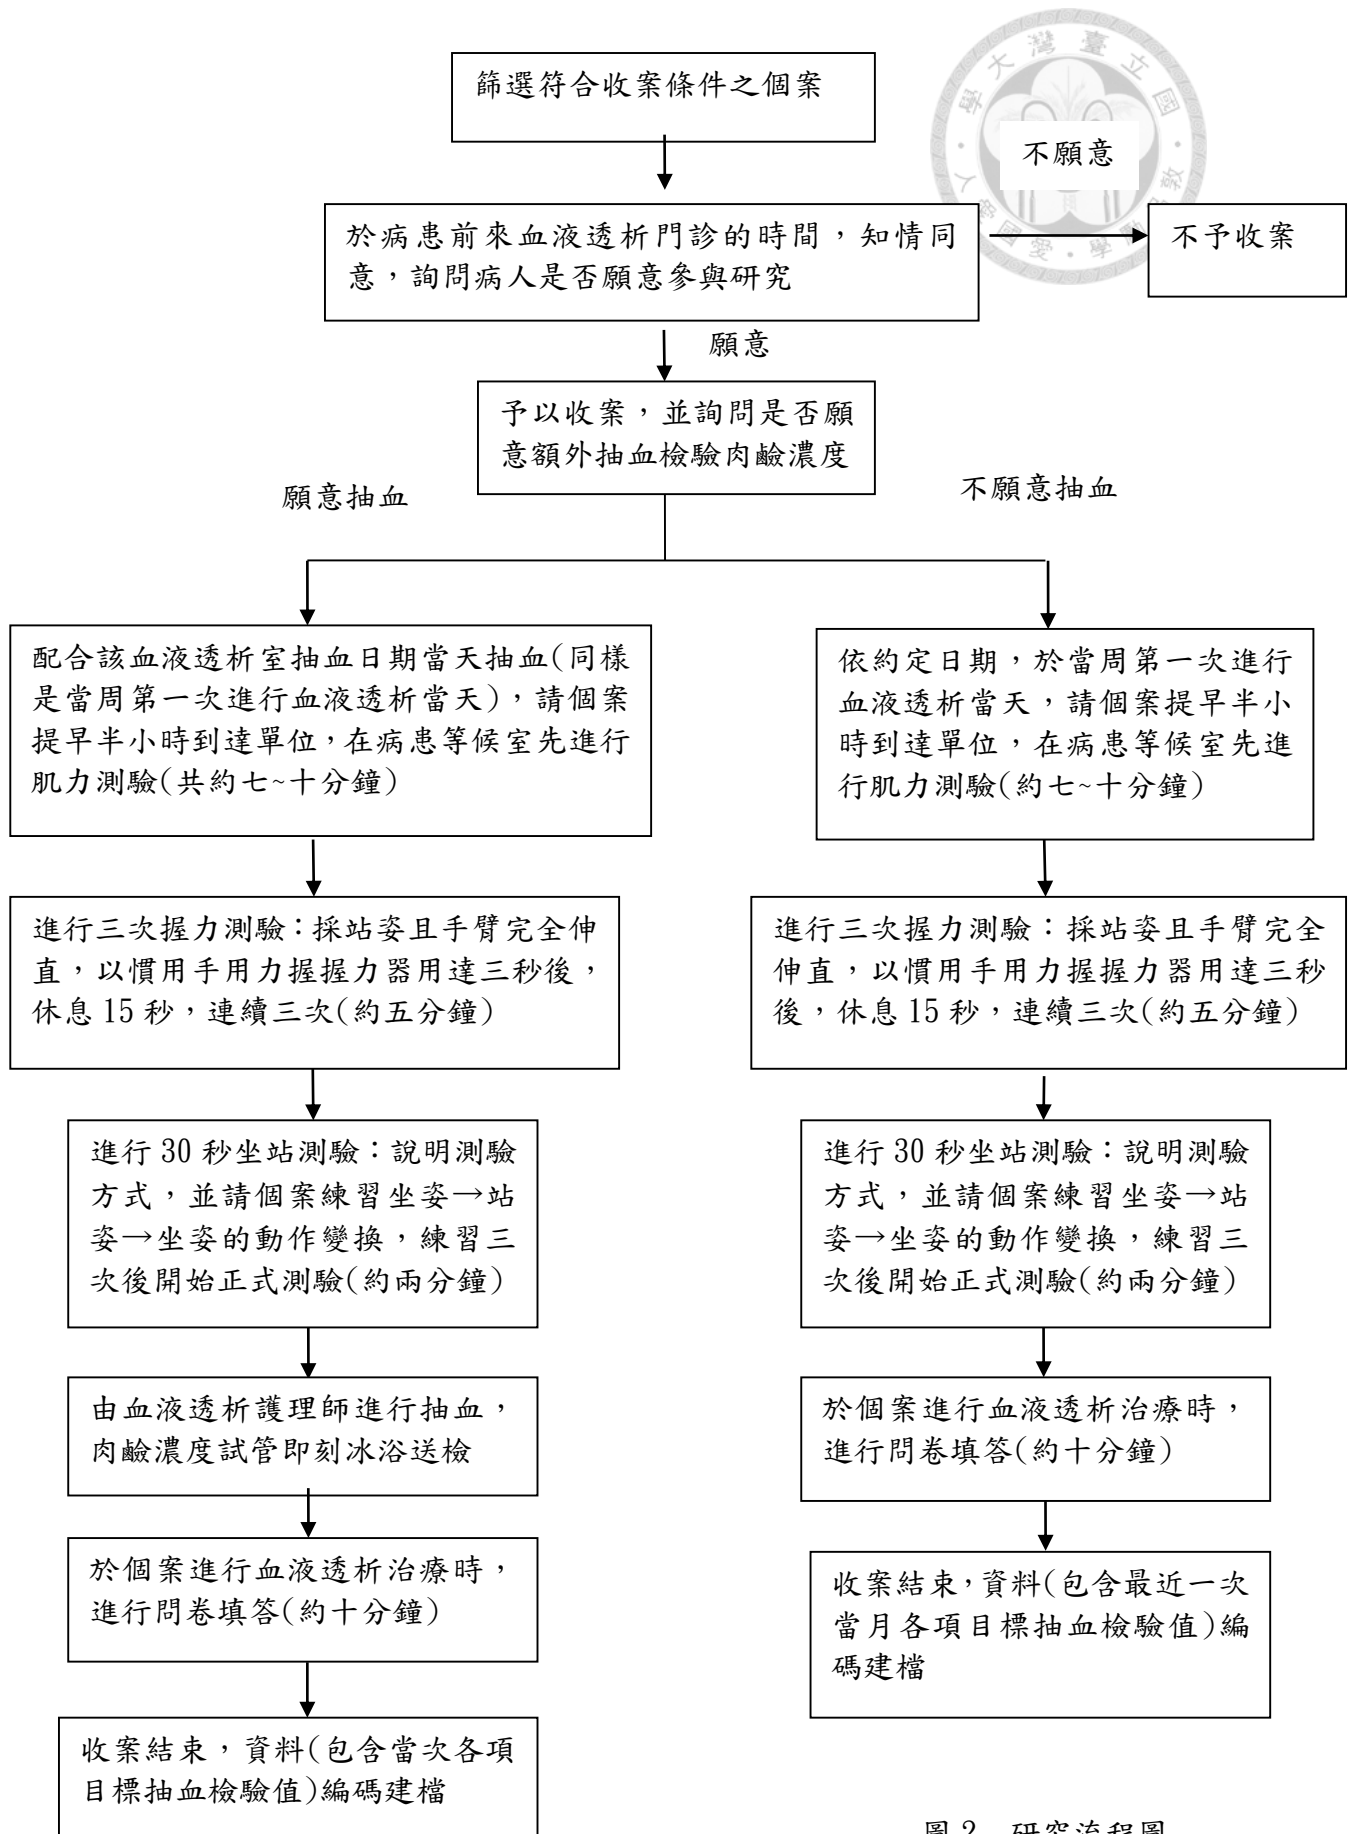 篩選符合收案條件之個案
不願意
於病患前來血液透析門診的時間，知情同
意，詢問病人是否願意參與研究
不予收案
願意
予以收案，並詢問是否願
意額外抽血檢驗肉鹼濃度
願意抽血
不願意抽血
配合該血液透析室抽血日期當天抽血(同樣
是當周第一次進行血液透析當天)，請個案
提早半小時到達單位，在病患等候室先進行
肌力測驗(共約七~十分鐘)
依約定日期，於當周第一次進行
血液透析當天，請個案提早半小
時到達單位，在病患等候室先進
行肌力測驗(約七~十分鐘)
進行三次握力測驗：採站姿且手臂完全伸
直，以慣用手用力握握力器用達三秒後，
休息 15 秒，連續三次(約五分鐘)
進行三次握力測驗：採站姿且手臂完全
伸直，以慣用手用力握握力器用達三秒
後，休息 15 秒，連續三次(約五分鐘)
進行 30 秒坐站測驗：說明測驗
方式，並請個案練習坐姿→站
姿→坐姿的動作變換，練習三
次後開始正式測驗(約兩分鐘)
進行 30 秒坐站測驗：說明測驗
方式，並請個案練習坐姿→站
姿→坐姿的動作變換，練習三
次後開始正式測驗(約兩分鐘)
由血液透析護理師進行抽血，
肉鹼濃度試管即刻冰浴送檢
於個案進行血液透析治療時，
進行問卷填答(約十分鐘)
於個案進行血液透析治療時，
進行問卷填答(約十分鐘)
收案結束，資料(包含最近一次
當月各項目標抽血檢驗值)編
碼建檔
收案結束，資料(包含當次各項
目標抽血檢驗值)編碼建檔
圖 2 研究流程圖